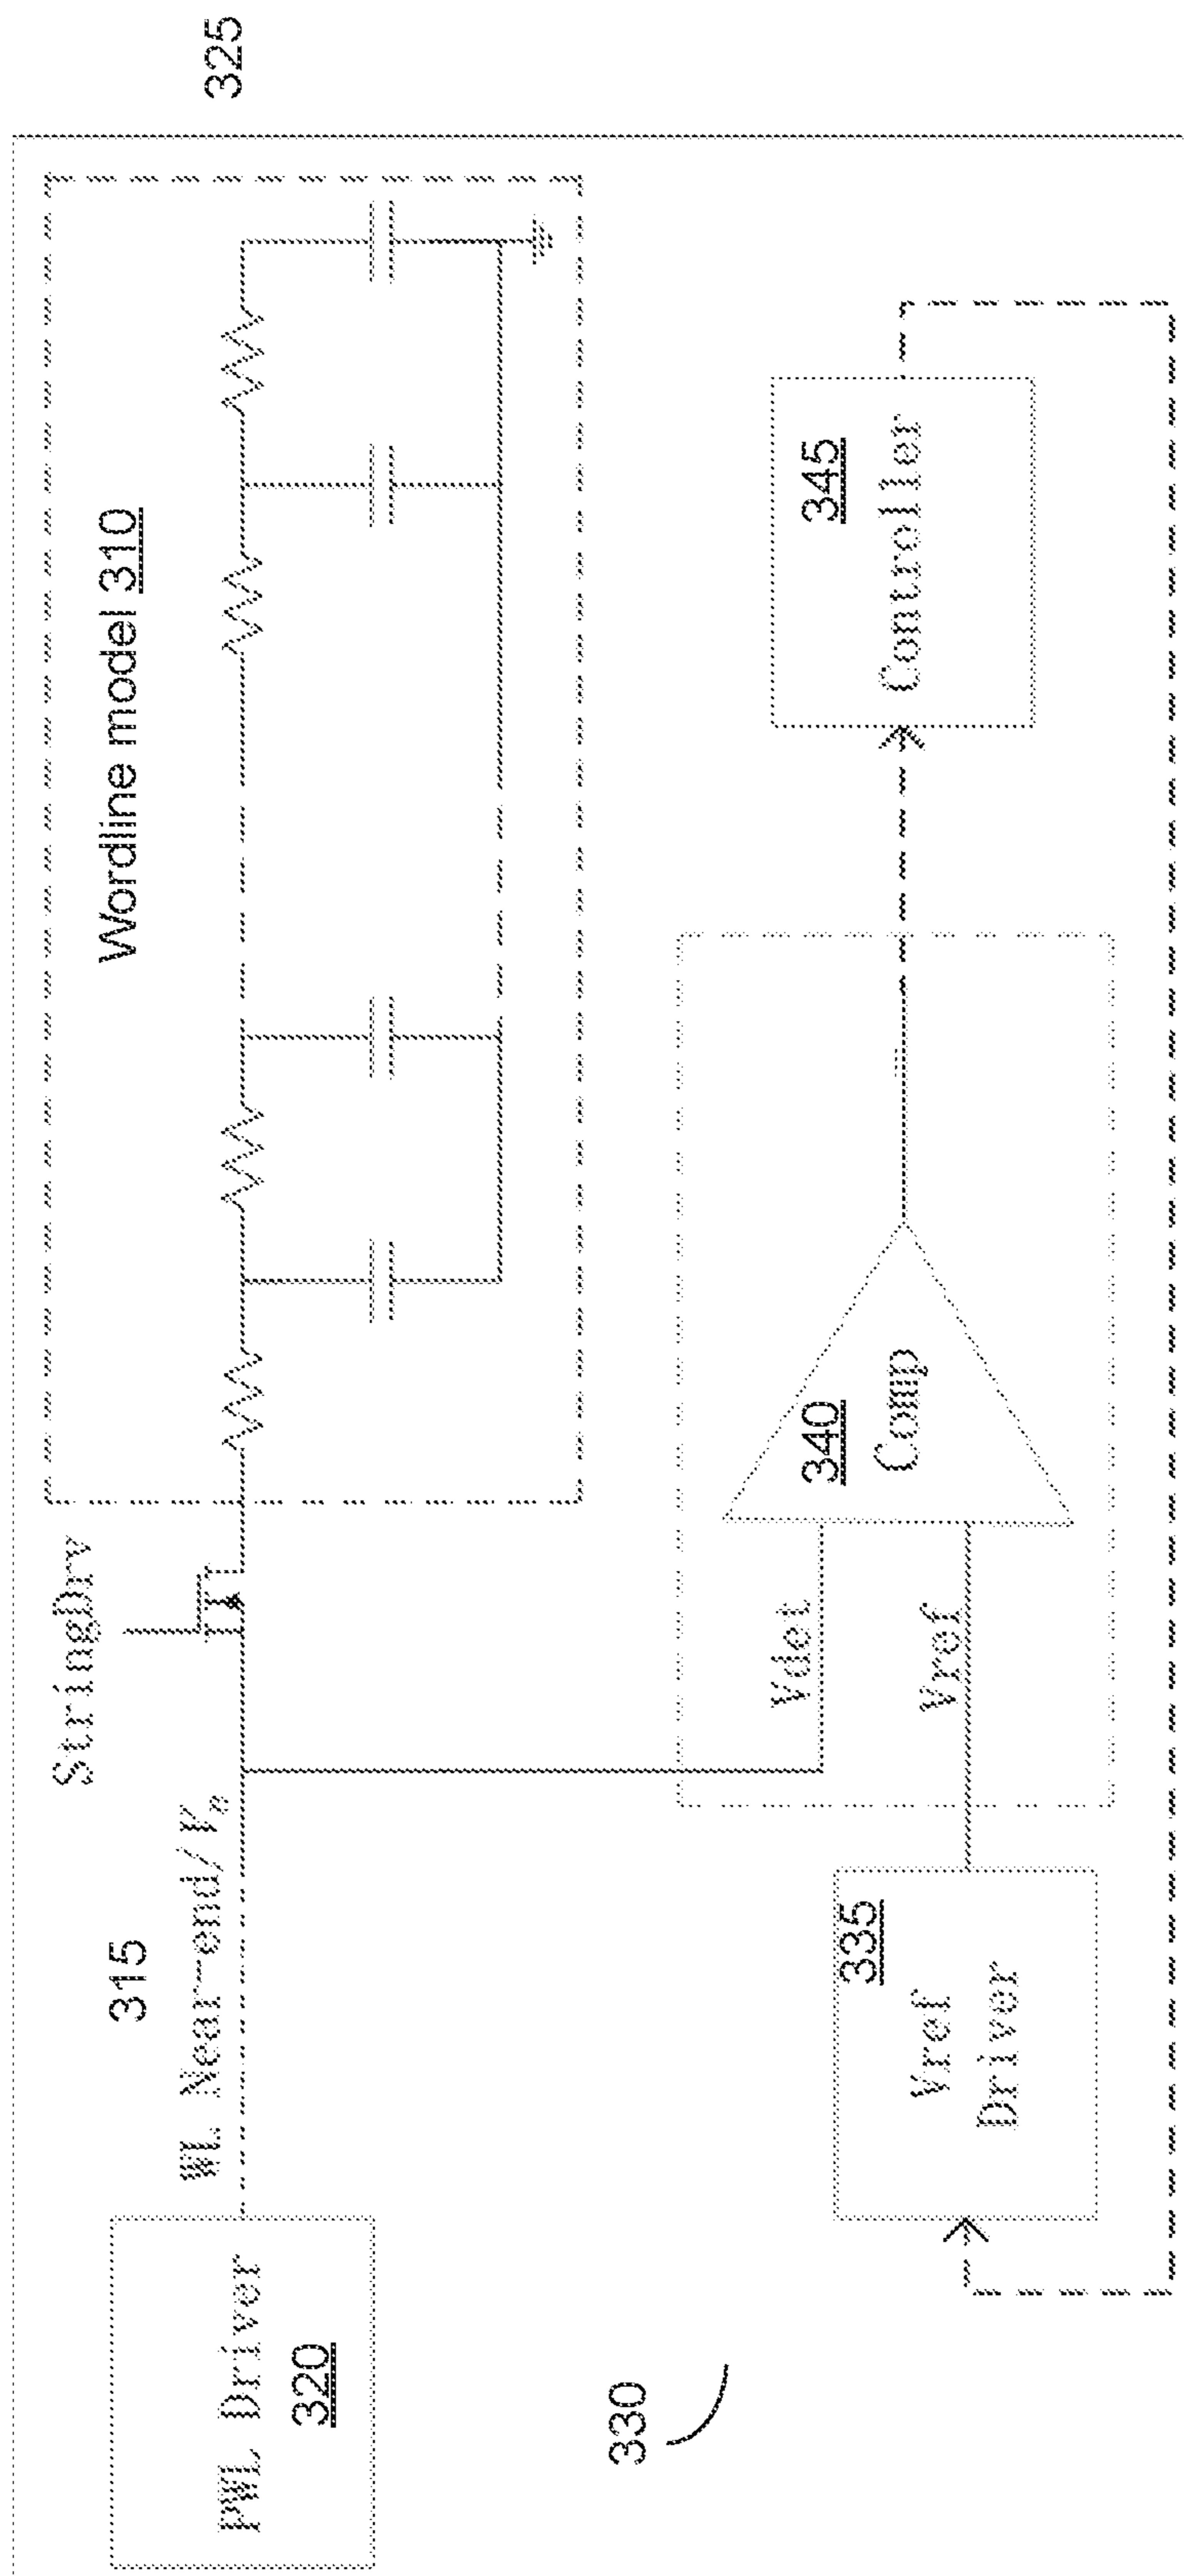 325
Wordline model 310
StringDrv
315
WL Near-end/Vn
PWL Driver
320
345
Controller
340
Comp
Vdet
Vref
335
Vref
Driver
330